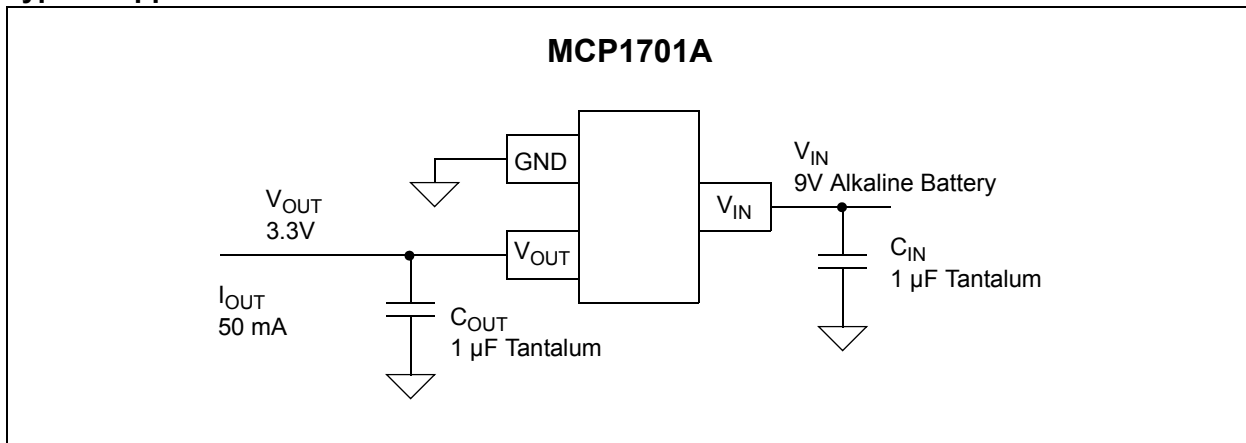 MCP1701A
GND
V_IN
9V Alkaline Battery
V_IN
V_OUT
3.3V
V_OUT
C_IN
1 µF Tantalum
I_OUT
50 mA
C_OUT
1 µF Tantalum